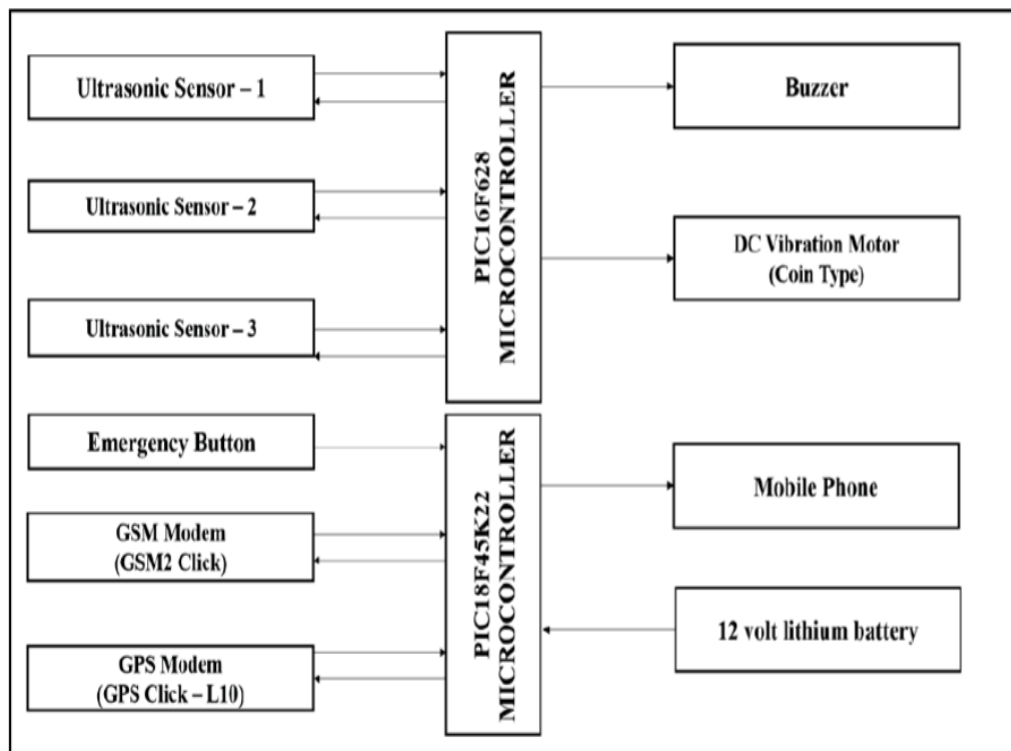 Ultrasonic Sensor – 1
Ultrasonic Sensor – 2
Ultrasonic Sensor – 3
PIC16F628
MICROCONTROLLER
Buzzer
DC Vibration Motor
(Coin Type)
Emergency Button
GSM Modem
(GSM2 Click)
GPS Modem
(GPS Click – L10)
PIC18F45K22
MICROCONTROLLER
Mobile Phone
12 volt lithium battery